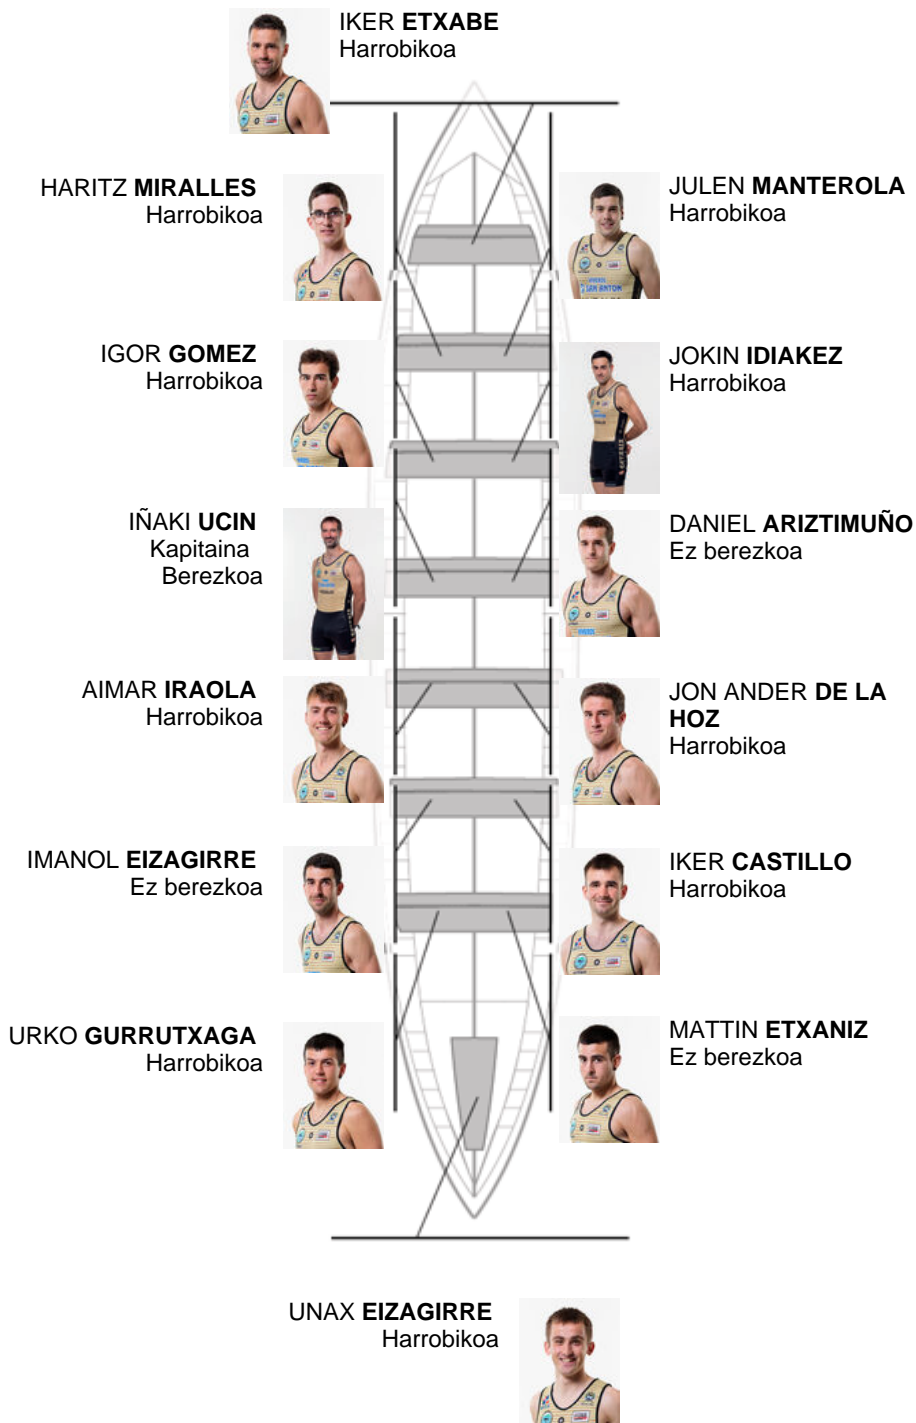 IKER ETXABE
Harrobikoa
HARITZ MIRALLES
Harrobikoa
JULEN MANTEROLA
Harrobikoa
IGOR GOMEZ
Harrobikoa
JOKIN IDIAKEZ
Harrobikoa
IÑAKI UCIN
Kapitaina
Berezkoa
DANIEL ARIZTIMUÑO
Ez berezkoa
AIMAR IRAOLA
Harrobikoa
JON ANDER DE LA
HOZ
Harrobikoa
IMANOL EIZAGIRRE
Ez berezkoa
IKER CASTILLO
Harrobikoa
URKO GURRUTXAGA
Harrobikoa
MATTIN ETXANIZ
Ez berezkoa
UNAX EIZAGIRRE
Harrobikoa